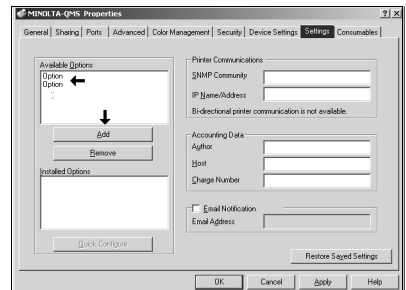 MINOLTA-QMS Properties
General Sharing Ports Advanced Color Management Security Device Settings Settings Consumables
Available Options
Option
Option
::
::
Add
Remove
Installed Options
Quick Configure
Printer Communications
SNMP Community
IP Name/Address
Bi-directional printer communication is not available.
Accounting Data
Author
Host
Charge Number
Email Notification
Email Address
Restore Saved Settings
OK Cancel Apply Help